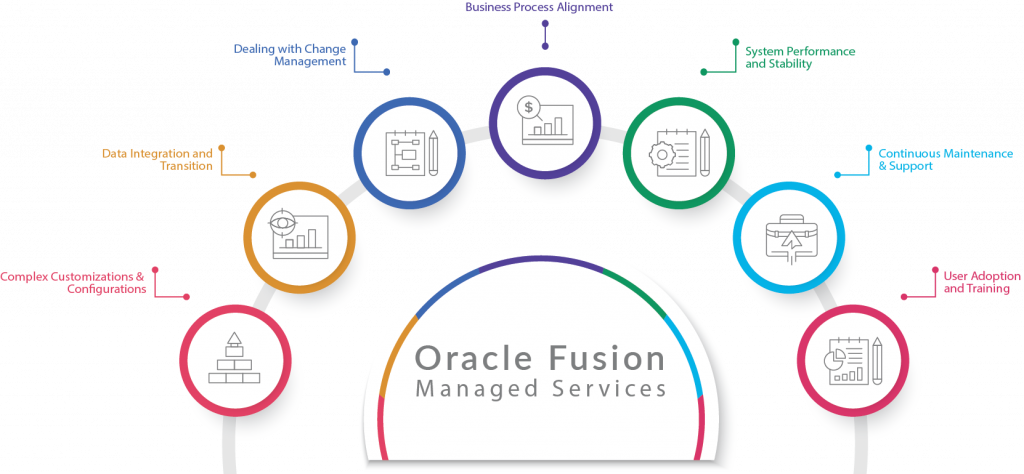 Business Process Alignment
Dealing with Change
Management
System Performance
and Stability
Data Integration and
Transition
Continuous Maintenance
& Support
Complex Customizations &
Configurations
User Adoption
and Training
$
Oracle Fusion
Managed Services